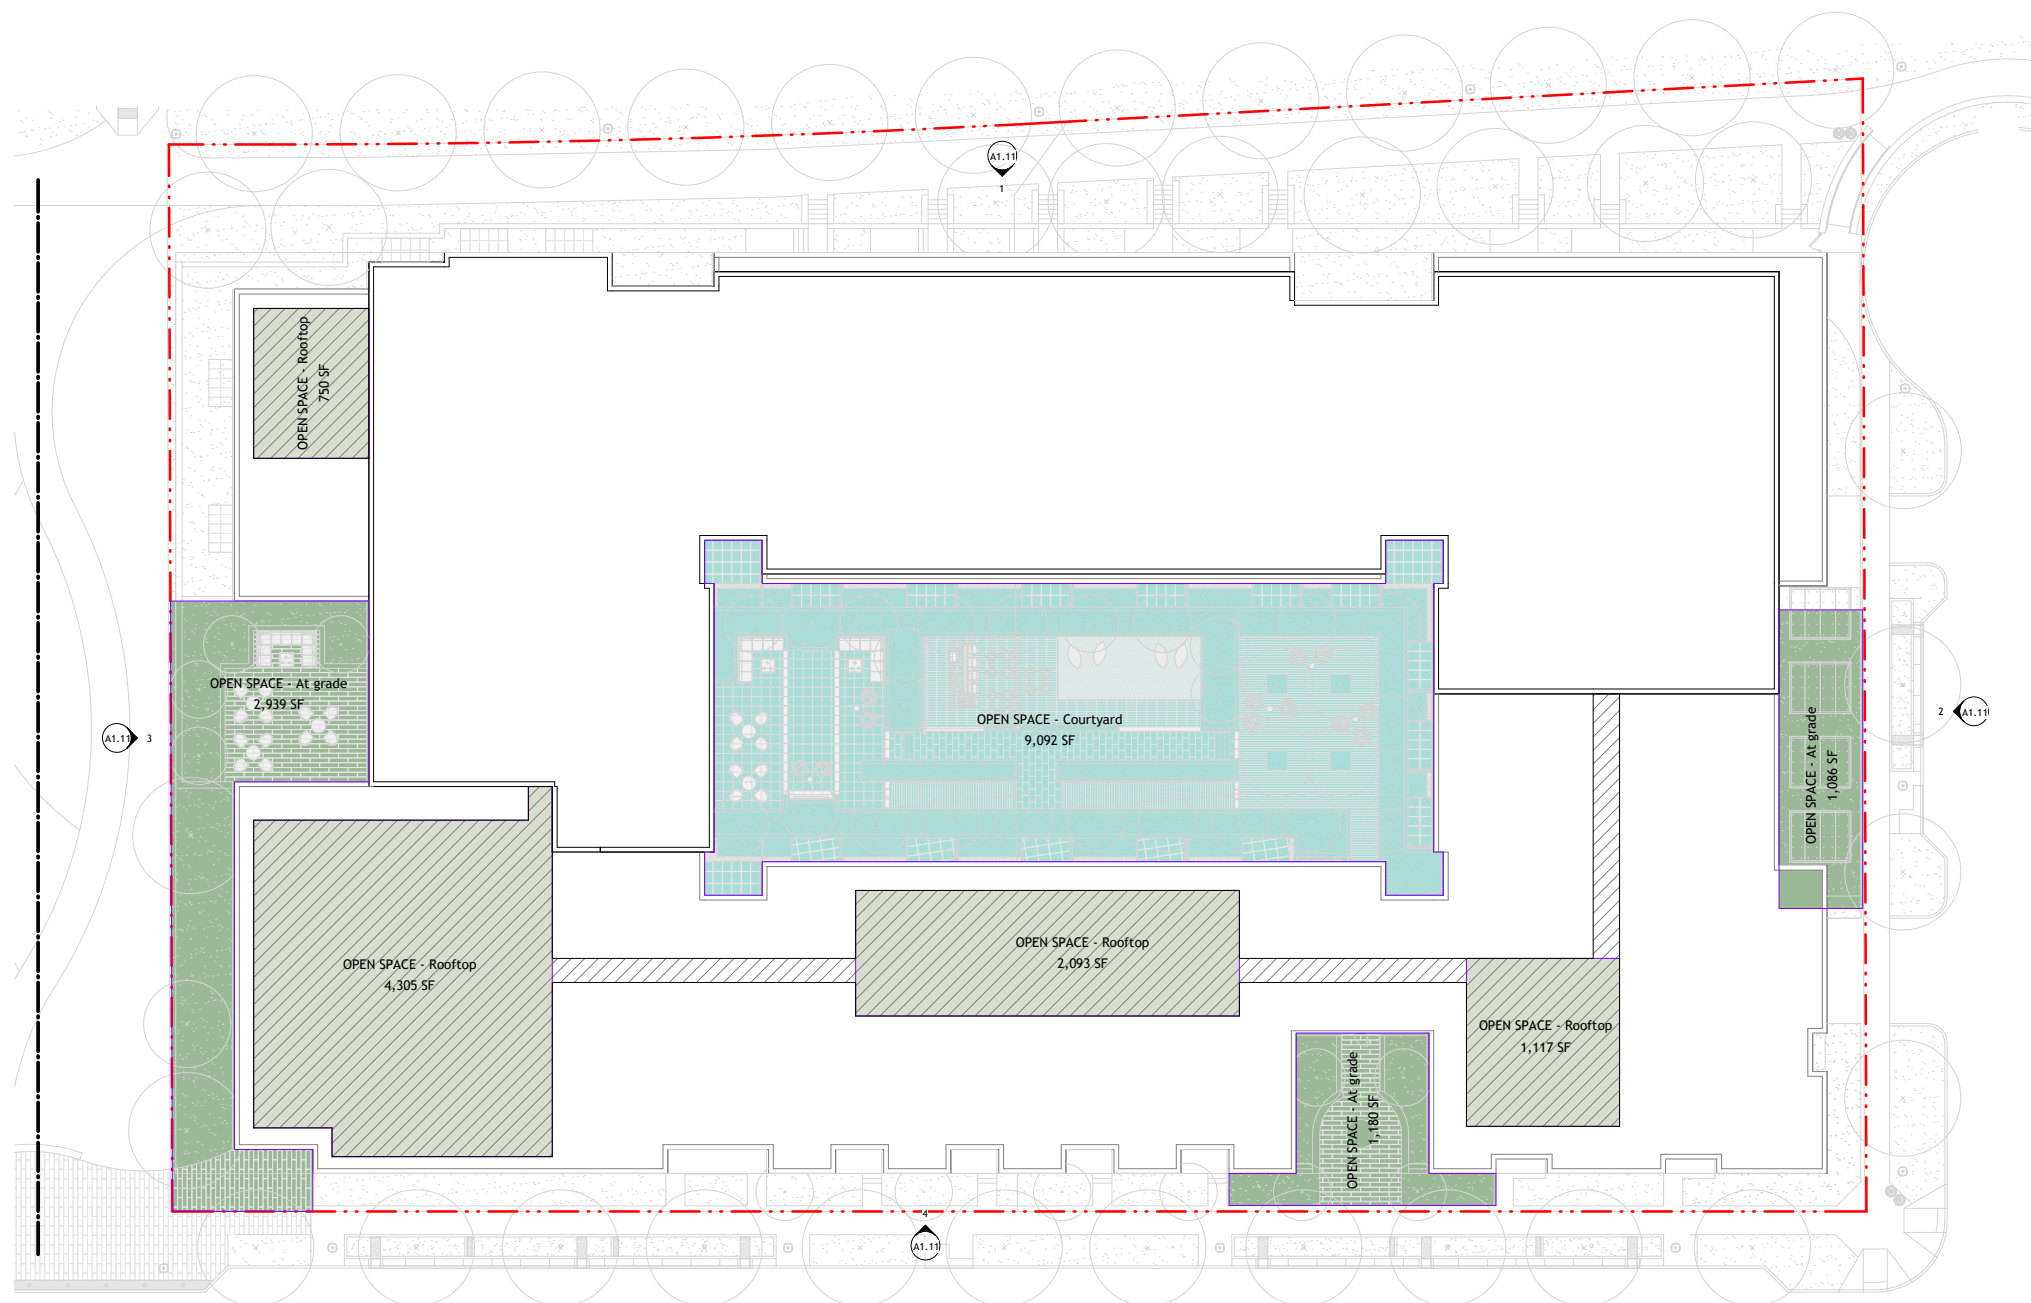 A1.11
1
OPEN SPACE - Rooftop
750 SF
OPEN SPACE - At grade
2,939 SF
A1.11
3
OPEN SPACE - Courtyard
9,092 SF
2
A1.11
OPEN SPACE - At grade
1,086 SF
OPEN SPACE - Rooftop
4,305 SF
OPEN SPACE - Rooftop
2,093 SF
OPEN SPACE - Rooftop
1,117 SF
OPEN SPACE - At grade
1,180 SF
4
A1.11